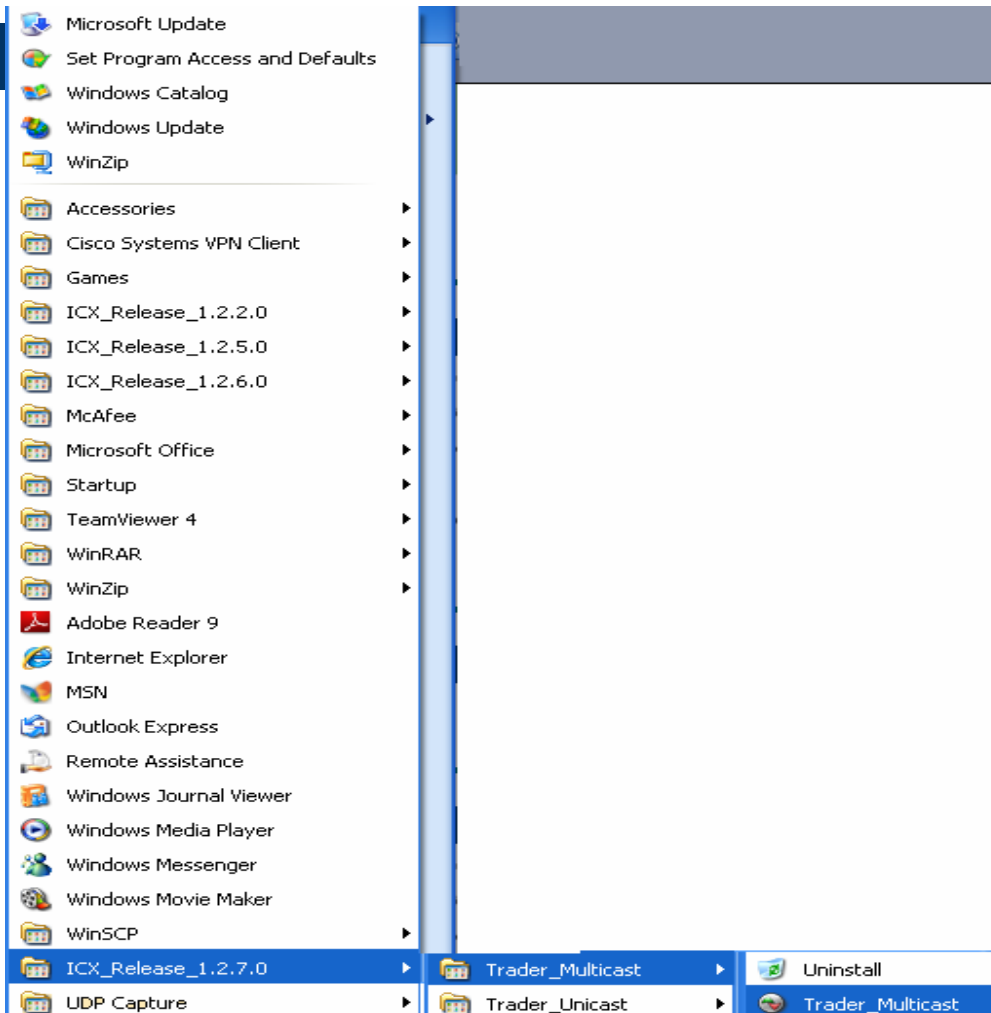 Microsoft Update
Set Program Access and Defaults
Windows Catalog
Windows Update
WinZip
Accessories
Cisco Systems VPN Client
Games
ICX_Release_1.2.2.0
ICX_Release_1.2.5.0
ICX_Release_1.2.6.0
McAfee
Microsoft Office
Startup
TeamViewer 4
WinRAR
WinZip
Adobe Reader 9
Internet Explorer
MSN
Outlook Express
Remote Assistance
Windows Journal Viewer
Windows Media Player
Windows Messenger
Windows Movie Maker
WinSCP
ICX_Release_1.2.7.0 Trader_Multicast Uninstall
UDP Capture Trader_Unicast Trader_Multicast